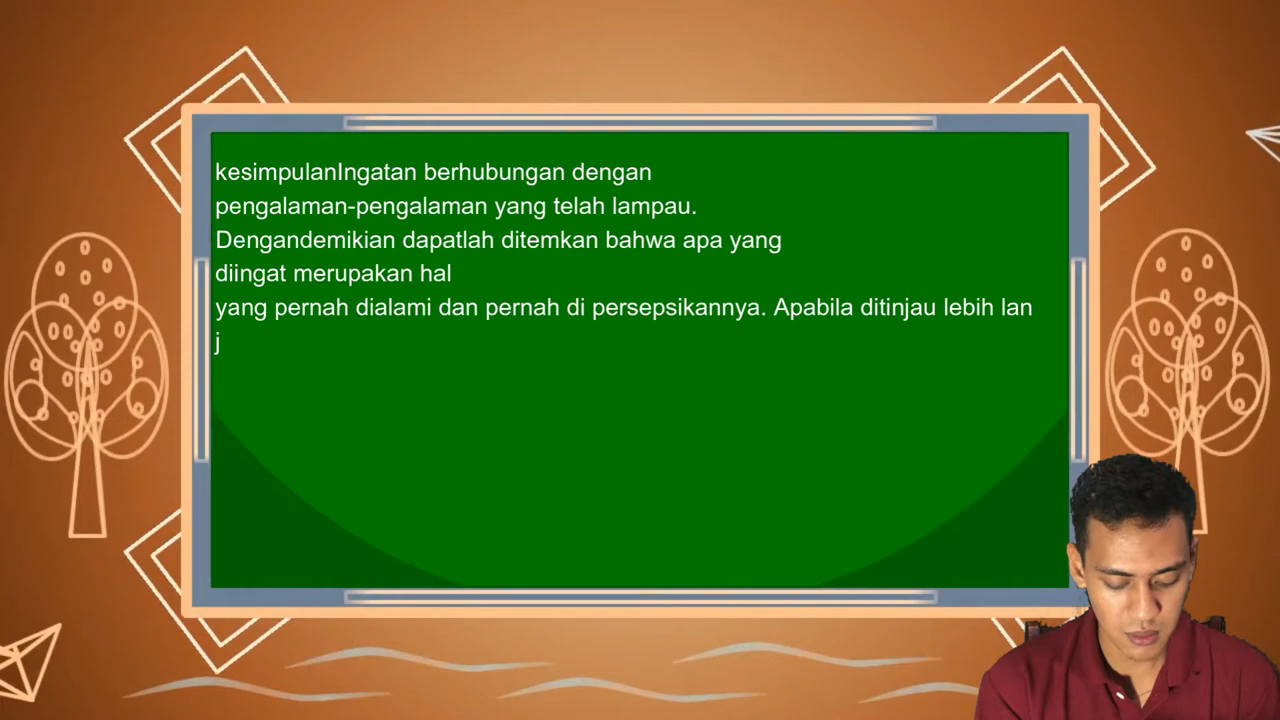 kesimpulanIngatan berhubungan dengan
pengalaman-pengalaman yang telah lampau.
Dengandemikian dapatlah ditemkan bahwa apa yang
diingat merupakan hal
yang pernah dialami dan pernah di persepsikannya. Apabila ditinjau lebih lan
j